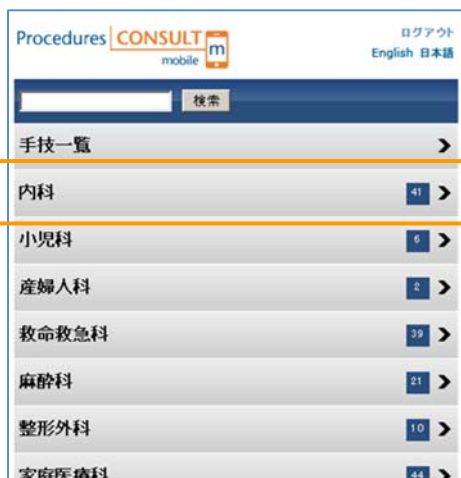 Procedures CONSULT m
mobile
ログアウト
English 日本語
検索
手技一覧
内科 41
小児科 6
産婦人科 2
救命救急科 39
麻酔科 21
整形外科 10
家庭医療科 44